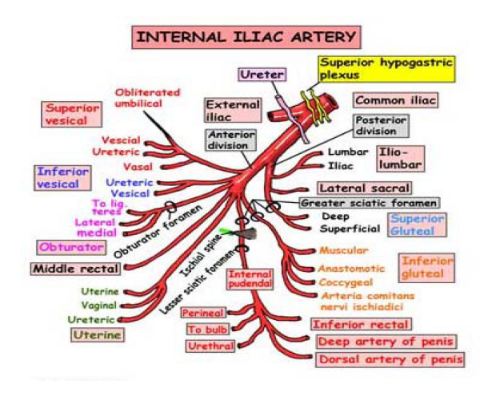 INTERNAL ILIAC ARTERY
Superior hypogastric
plexus
Ureter
Obliterated
umbilical
External
iliac
Common iliac
Superior
vesical
Anterior
division
Posterior
division
Vescial
Ureteric
Vasal
Lumbar
Iliac
Ilio-
lumbar
Inferior
vesical
Ureteric
Vesical
Lateral sacral
Greater sciatic foramen
To lig.
teres
Lateral
medial
Obturator
Obturator foramen
Deep
Superficial
Superior
Gluteal
Middle rectal
Ischial spine
Lesser sciatic foramen
Muscular
Anastomotic
Coccygeal
Arteria comitans
nervi ischiadici
Inferior
gluteal
Internal
pudendal
Uterine
Vaginal
Ureteric
Uterine
Perineal
To bulb
Urethral
Inferior rectal
Deep artery of penis
Dorsal artery of penis